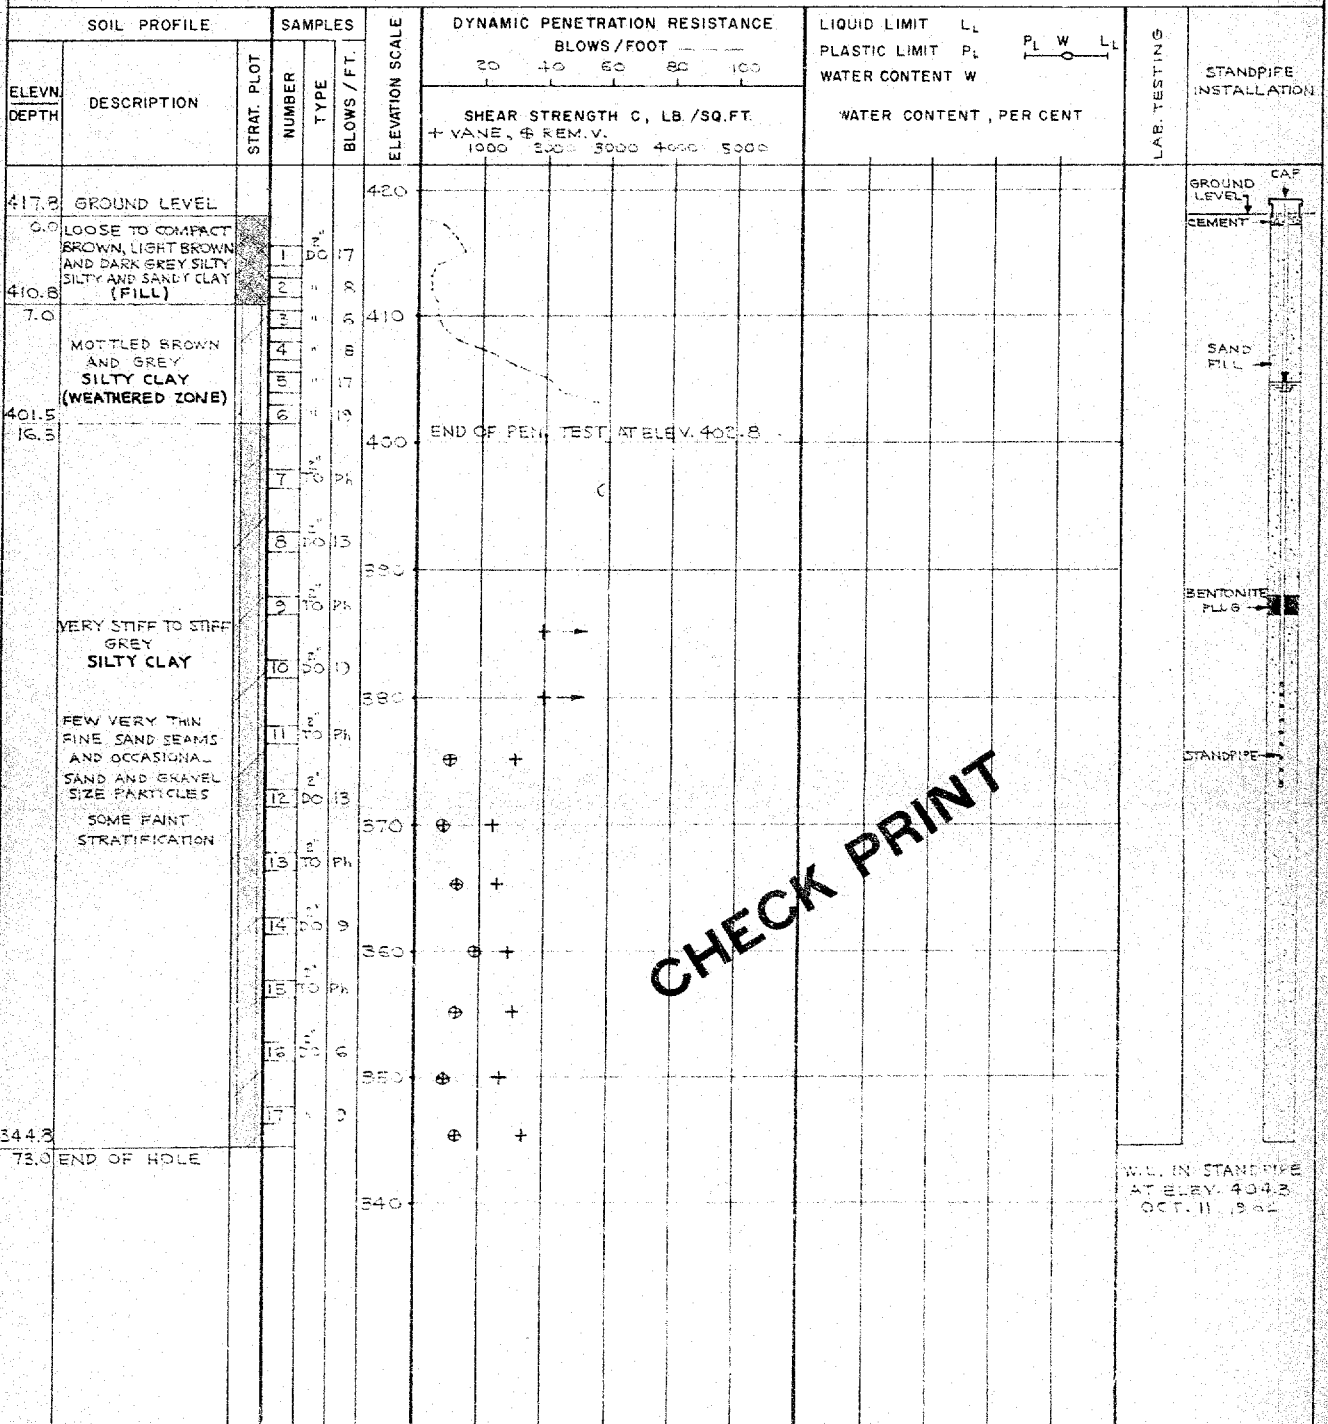 SOIL PROFILE
SAMPLES
ELEVATION SCALE
DYNAMIC PENETRATION RESISTANCE
BLOWS/FOOT
20 40 60 80 100
SHEAR STRENGTH C, LB./SQ.FT.
+ VANE, ⊕ REM.V.
1000 2000 3000 4000 5000
LIQUID LIMIT LL
PLASTIC LIMIT PL
WATER CONTENT W
PL W LL
WATER CONTENT, PER CENT
LAB. TESTING
STANDPIPE
INSTALLATION
ELEVN.
DEPTH
DESCRIPTION
STRAT. PLOT
NUMBER
TYPE
BLOWS / FT.
417.8 GROUND LEVEL
0.0
LOOSE TO COMPACT
BROWN, LIGHT BROWN
AND DARK GREY SILTY
SILTY AND SANDY CLAY
(FILL)
410.8
7.0
MOTTLED BROWN
AND GREY
SILTY CLAY
(WEATHERED ZONE)
401.5
16.3
VERY STIFF TO STIFF
GREY
SILTY CLAY
FEW VERY THIN
FINE SAND SEAMS
AND OCCASIONAL
SAND AND GRAVEL
SIZE PARTICLES
SOME FAINT
STRATIFICATION
344.8
73.0 END OF HOLE
1 2" DO 17
2 " 8
3 " 6
4 " 8
5 " 17
6 " 19
7 2" TO Ph
8 2" DO 13
9 2" TO Ph
10 2" DO
11 2" TO Ph
12 2" DO 13
13 2" TO Ph
14 2" DO 9
15 2" TO Ph
16 2" DO 6
17 "
420
410
400
390
380
370
360
350
340
END OF PEN. TEST AT ELEV. 402.8
CHECK PRINT
CAP
GROUND
LEVEL
CEMENT
SAND
FILL
BENTONITE
PLUG
STANDPIPE
W.L. IN STANDPIPE
AT ELEV. 404.3
OCT. 11